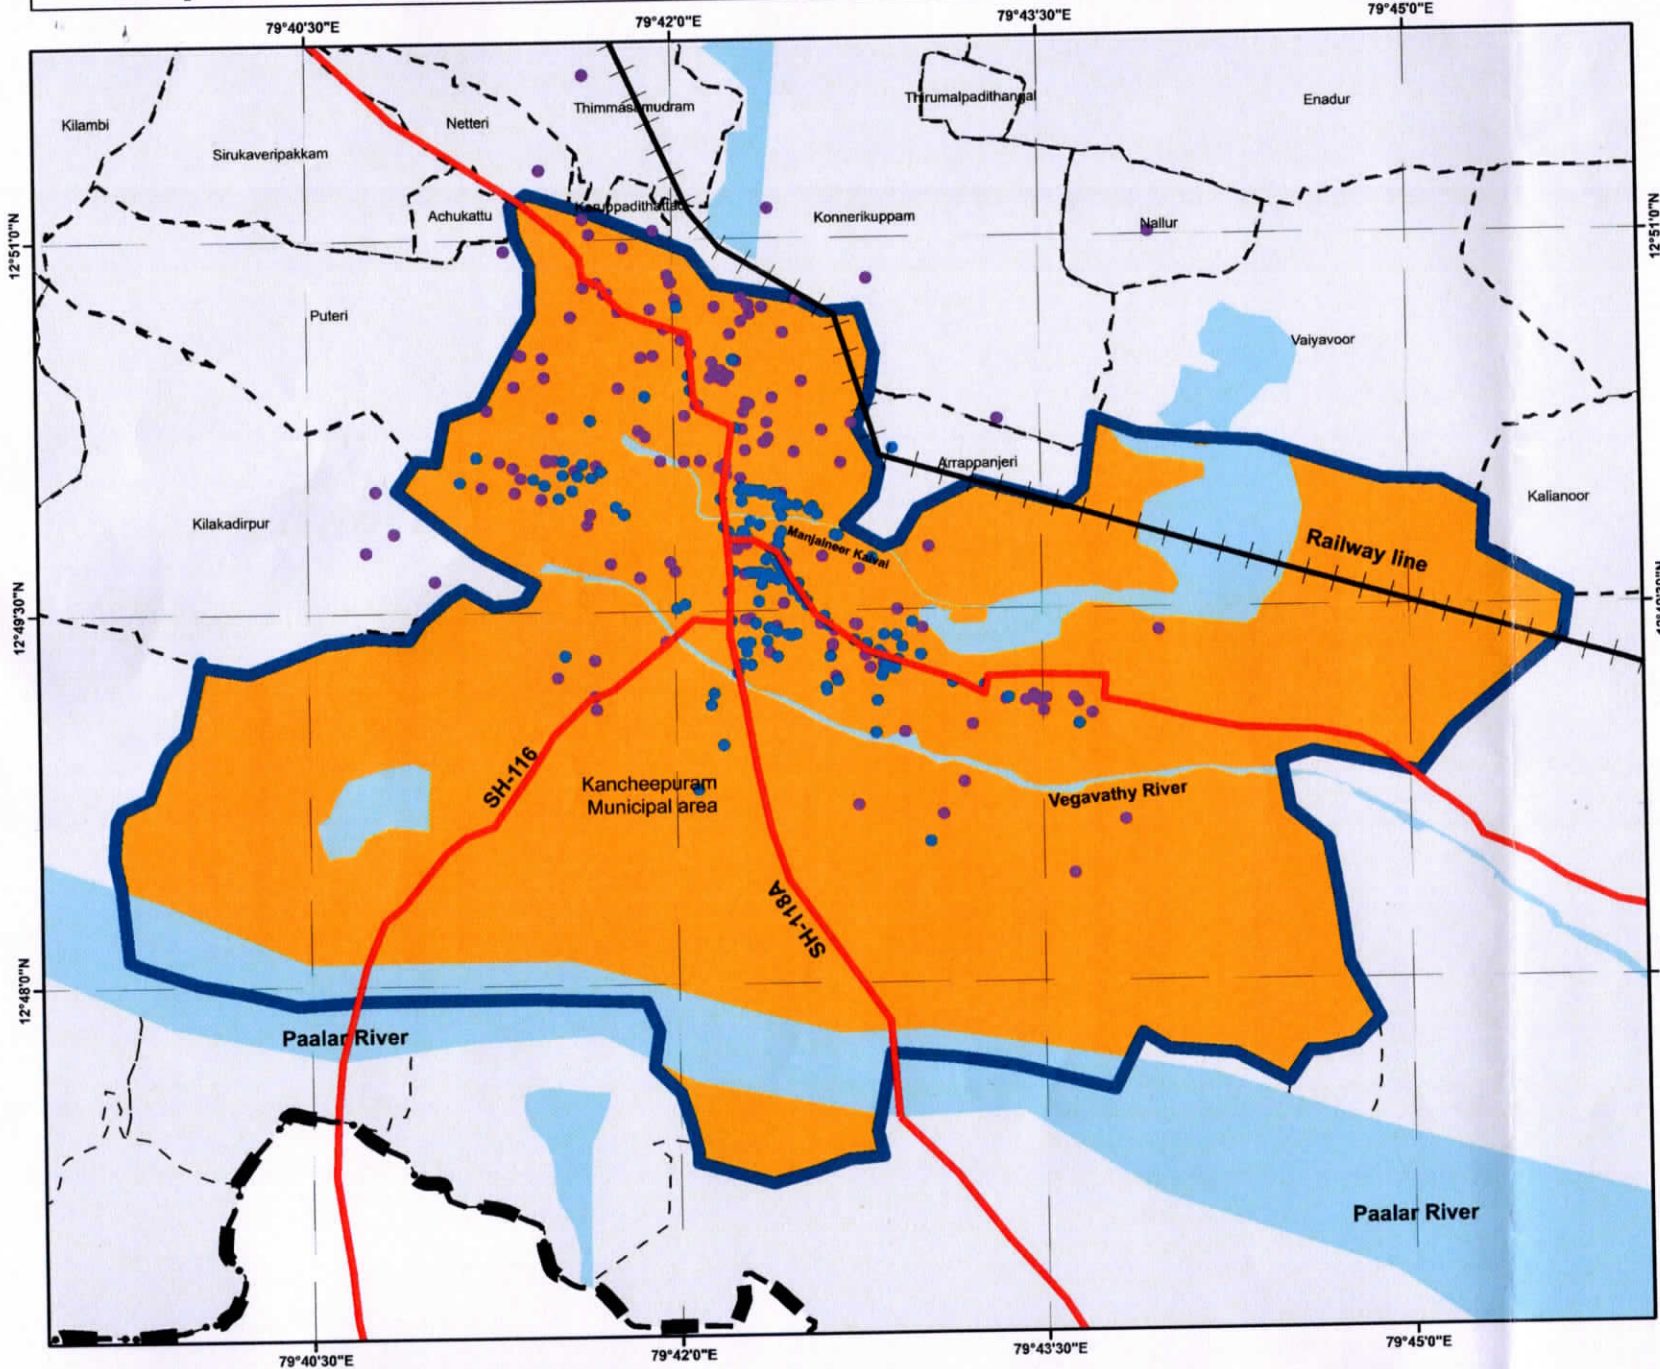 79°40'30"E
79°42'0"E
79°43'30"E
79°45'0"E
Kilambi
Sirukaveripakkam
Netteri
Thimmasamudram
Thirumalpadithangal
Enadur
Achukattu
Konnerikuppam
Nallur
12°51'0"N
12°51'0"N
Puteri
Vaiyavoor
Arrappanjeri
Kalianoor
Kilakadirpur
Manjalneer Kalvai
Railway line
12°49'30"N
SH-116
Kancheepuram
Municipal area
Vegavathy River
SH-118A
12°48'0"N
Paalar River
Paalar River
79°40'30"E
79°42'0"E
79°43'30"E
79°45'0"E